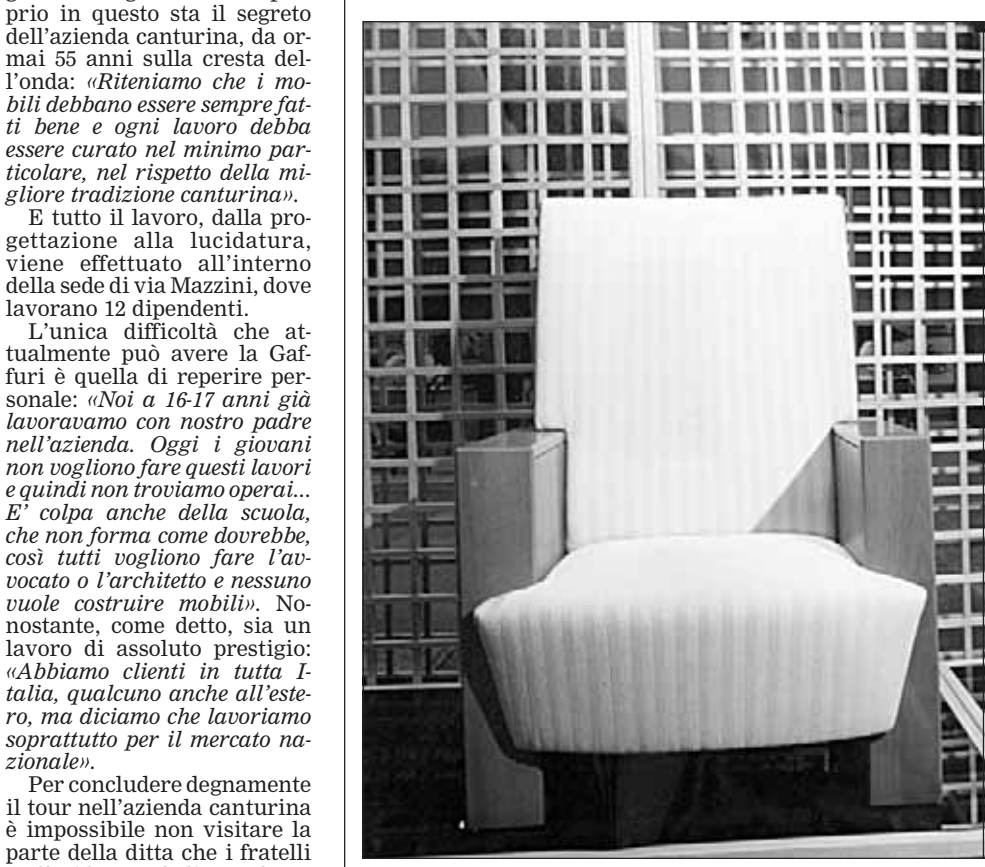 prio in questo sta il segreto
dell'azienda canturina, da or-
mai 55 anni sulla cresta del-
l'onda: «Riteniamo che i mo-
bili debbano essere sempre fat-
ti bene e ogni lavoro debba
essere curato nel minimo par-
ticolare, nel rispetto della mi-
gliore tradizione canturina».
E tutto il lavoro, dalla pro-
gettazione alla lucidatura,
viene effettuato all'interno
della sede di via Mazzini, dove
lavorano 12 dipendenti.
L'unica difficoltà che at-
tualmente può avere la Gaf-
furi è quella di reperire per-
sonale: «Noi a 16-17 anni già
lavoravamo con nostro padre
nell'azienda. Oggi i giovani
non vogliono fare questi lavori
e quindi non troviamo operai...
E' colpa anche della scuola,
che non forma come dovrebbe,
così tutti vogliono fare l'av-
vocato o l'architetto e nessuno
vuole costruire mobili». No-
nostante, come detto, sia un
lavoro di assoluto prestigio:
«Abbiamo clienti in tutta I-
talia, qualcuno anche all'este-
ro, ma diciamo che lavoriamo
soprattutto per il mercato na-
zionale».
Per concludere degnamente
il tour nell'azienda canturina
è impossibile non visitare la
parte della ditta che i fratelli